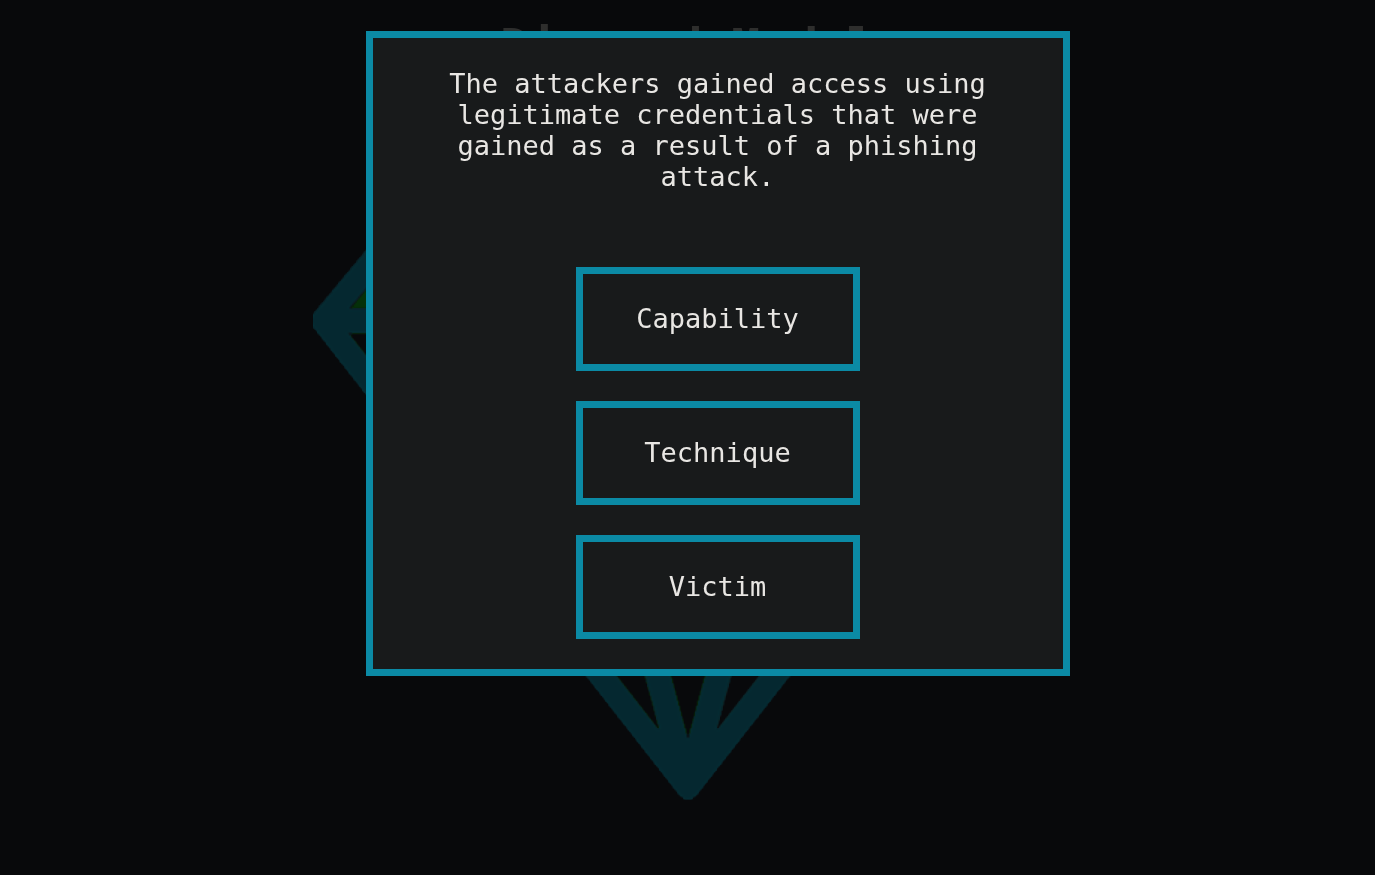 The attackers gained access using
legitimate credentials that were
gained as a result of a phishing
attack.
Capability
Technique
Victim